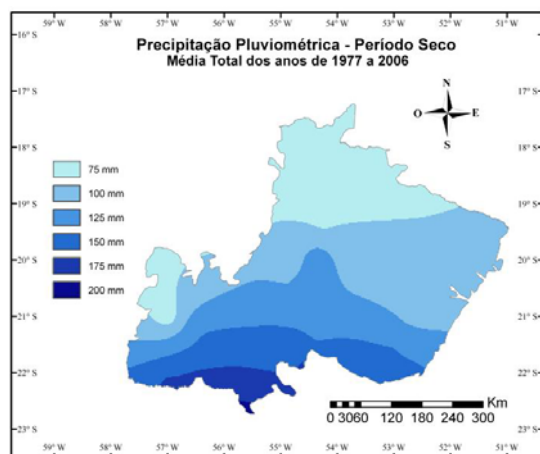 59° W 58° W 57° W 56° W 55° W 54° W 53° W 52° W 51° W
Precipitação Pluviométrica - Período Seco
Média Total dos anos de 1977 a 2006
N
O E
S
16° S
17° S
18° S
19° S
20° S
21° S
22° S
23° S
75 mm
100 mm
125 mm
150 mm
175 mm
200 mm
16° S
17° S
18° S
19° S
20° S
21° S
22° S
23° S
Km
0 3060 120 180 240 300
59° W 58° W 57° W 56° W 55° W 54° W 53° W 52° W 51° W